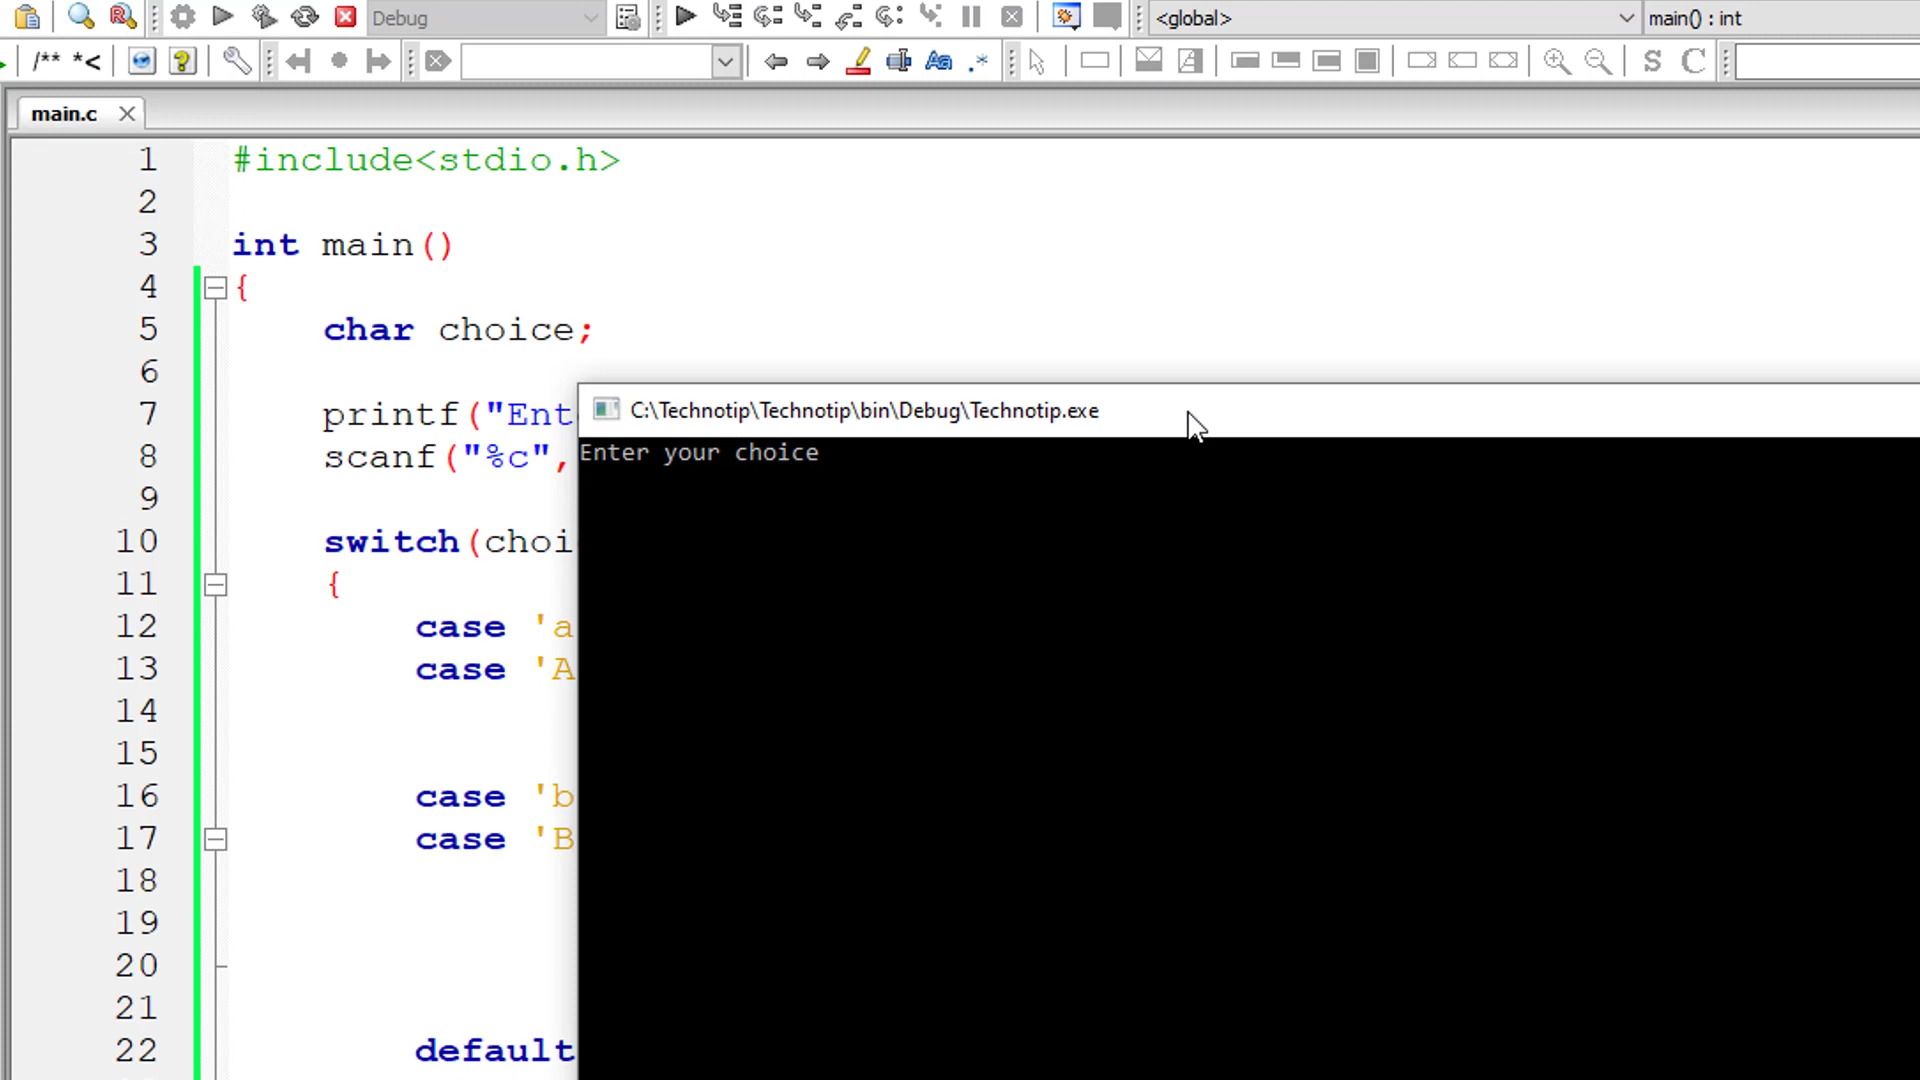 Debug
<global>
main() : int
/** *<
Aa
.*
S
C
main.c
1 #include<stdio.h>
2
3 int main()
4 {
5 char choice;
6
7 printf("Ent
8 scanf("%c",
9
10 switch(choi
11 {
12 case 'a
13 case 'A
14
15
16 case 'b
17 case 'B
18
19
20
21
22 default
C:\Technotip\Technotip\bin\Debug\Technotip.exe
Enter your choice